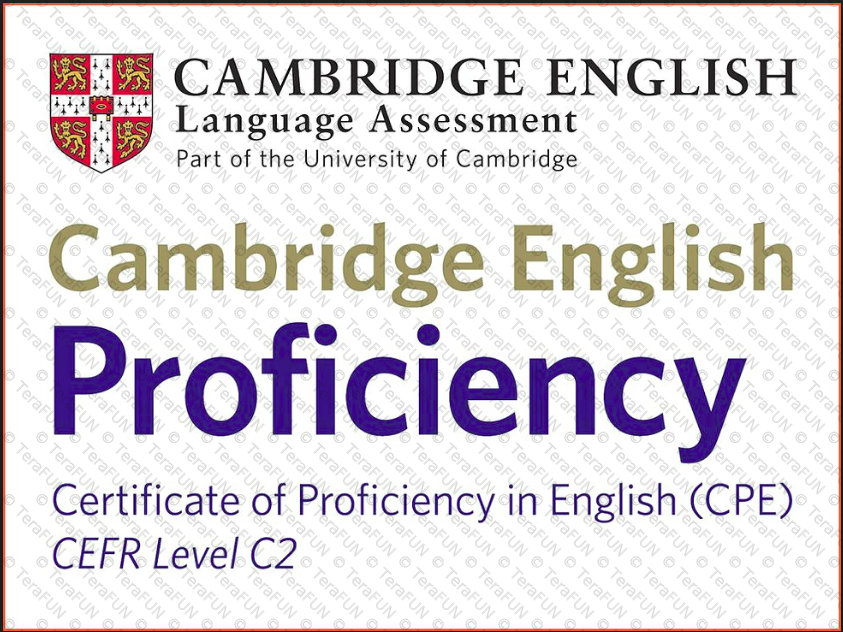 CAMBRIDGE ENGLISH
Language Assessment
Part of the University of Cambridge
Cambridge English
Proficiency
Certificate of Proficiency in English (CPE)
CEFR Level C2
© TeraFUN